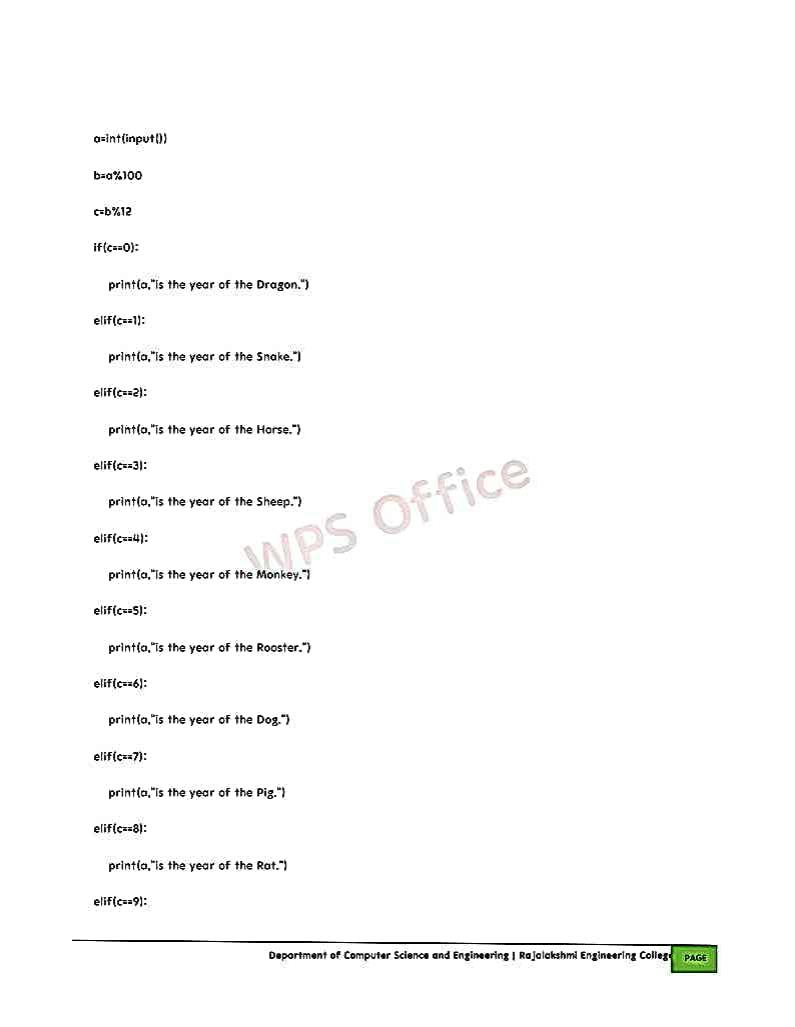 a=int(input())
b=a%100
c=b%12
if(c==0):
print(a,"is the year of the Dragon.")
elif(c==1):
print(a,"is the year of the Snake.")
elif(c==2):
print(a,"is the year of the Horse.")
elif(c==3):
print(a,"is the year of the Sheep.")
WPS Office
elif(c==4):
print(a,"is the year of the Monkey.")
elif(c==5):
print(a,"is the year of the Rooster.")
elif(c==6):
print(a,"is the year of the Dog.")
elif(c==7):
print(a,"is the year of the Pig.")
elif(c==8):
print(a,"is the year of the Rat.")
elif(c==9):
Department of Computer Science and Engineering | Rajalakshmi Engineering College PAGE